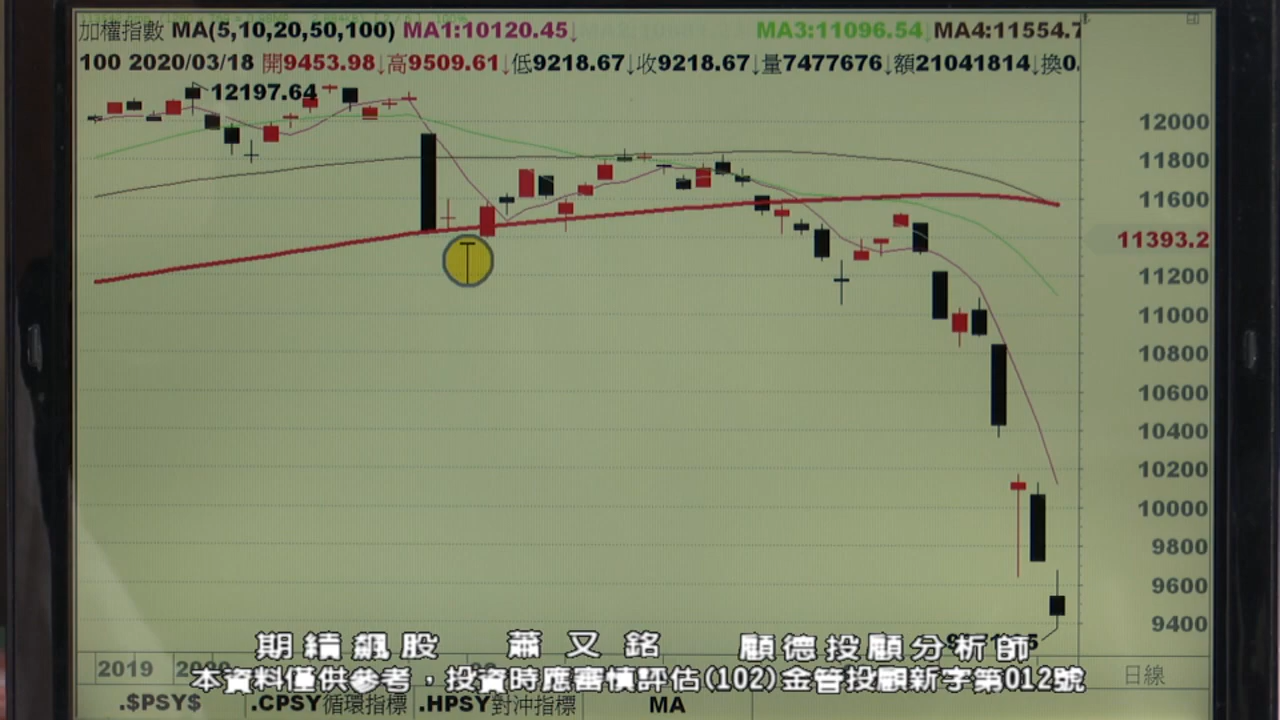 加權指數 MA(5,10,20,50,100) MA1:10120.45↓ MA3:11096.54↓ MA4:11554.7
100 2020/03/18 開9453.98↓高9509.61↓低9218.67↓收9218.67↓量7477676↓額21041814↓換0.
12197.64
12000
11800
11600
11393.2
11200
11000
10800
10600
10400
10200
10000
9800
9600
9400
期續飆股 蕭又銘 顧德投顧分析師
2019 日線
本資料僅供參考，投資時應審慎評估(102)金管投顧新字第012號
.$PSY$ .CPSY循環指標 .HPSY對沖指標 MA